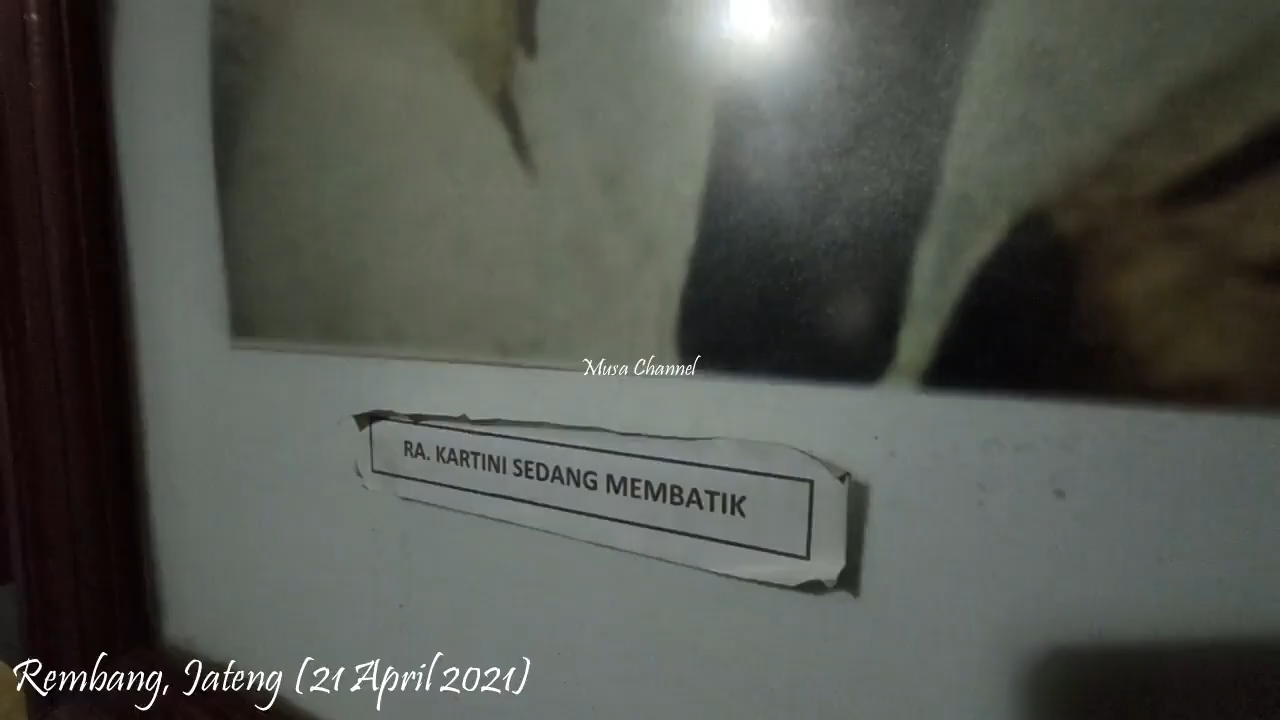 Musa Channel
RA. KARTINI SEDANG MEMBATIK
Rembang, Jateng (21 April 2021)